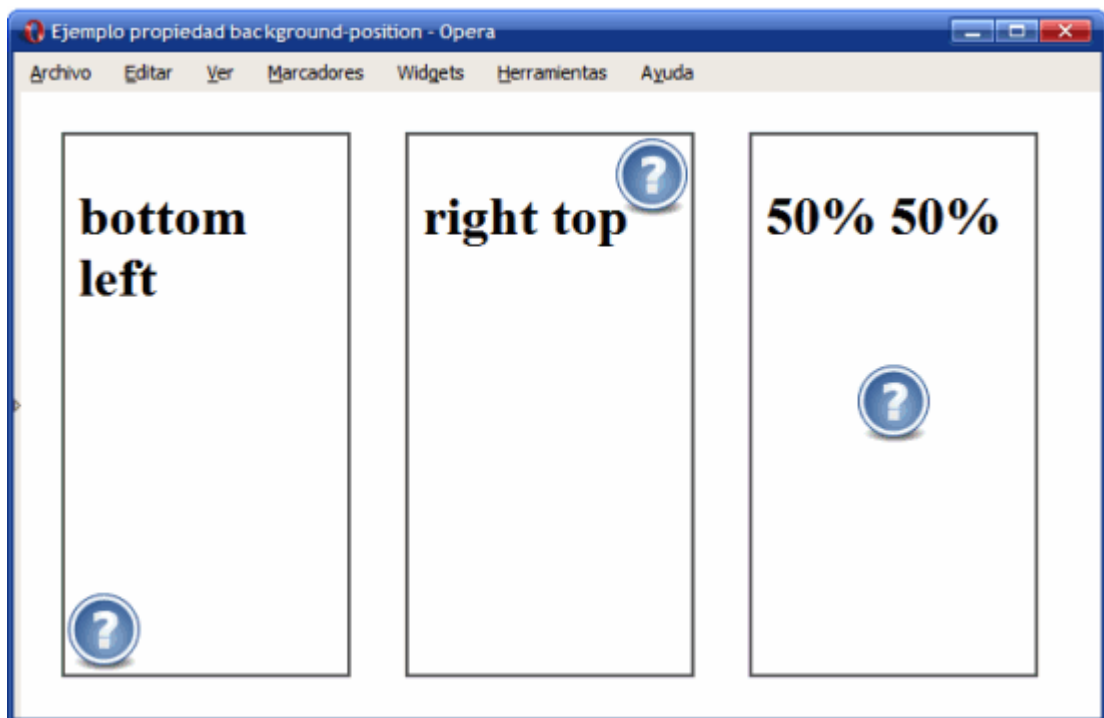 Ejemplo propiedad background-position - Opera
Archivo Editar Ver Marcadores Widgets Herramientas Ayuda
bottom
left
?
right top
?
50% 50%
?